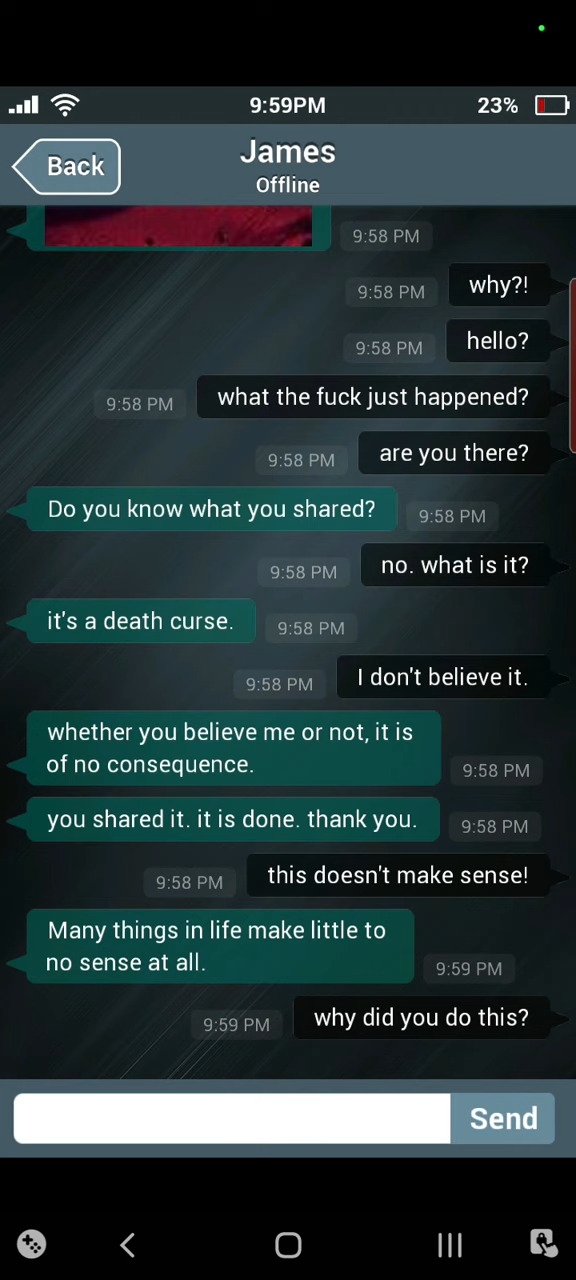 9:59PM
23%
Back
James
Offline
9:58 PM
why?!
9:58 PM
hello?
9:58 PM
what the fuck just happened?
9:58 PM
are you there?
9:58 PM
Do you know what you shared?
9:58 PM
no. what is it?
9:58 PM
it's a death curse.
9:58 PM
I don't believe it.
9:58 PM
whether you believe me or not, it is
of no consequence.
9:58 PM
you shared it. it is done. thank you.
9:58 PM
this doesn't make sense!
9:58 PM
Many things in life make little to
no sense at all.
9:59 PM
why did you do this?
9:59 PM
Send